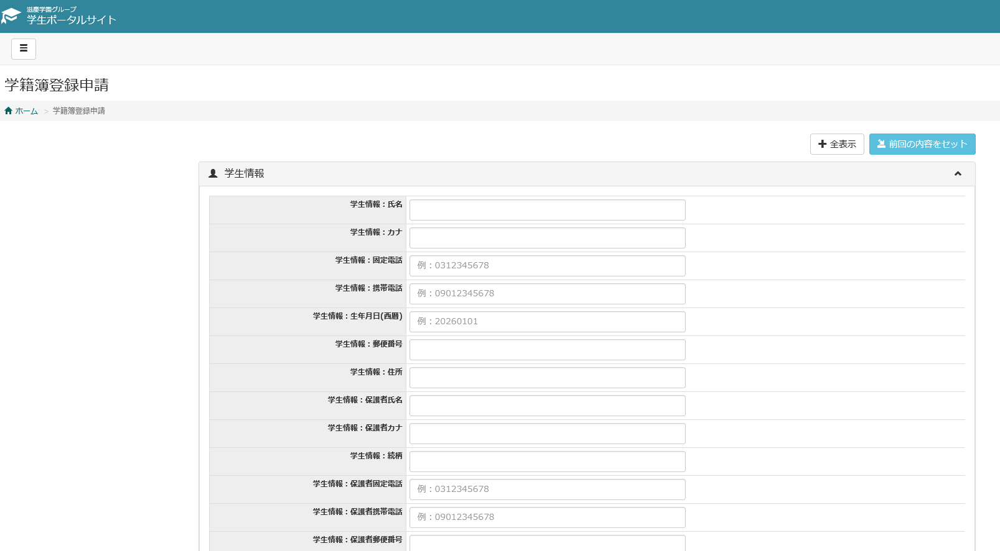 滋慶学園グループ
学生ポータルサイト
学籍簿登録申請
ホーム > 学籍簿登録申請
全表示 前回の内容をセット
学生情報
学生情報：氏名
学生情報：カナ
学生情報：固定電話 例：0312345678
学生情報：携帯電話 例：09012345678
学生情報：生年月日(西暦) 例：20260101
学生情報：郵便番号
学生情報：住所
学生情報：保護者氏名
学生情報：保護者カナ
学生情報：続柄
学生情報：保護者固定電話 例：0312345678
学生情報：保護者携帯電話 例：09012345678
学生情報：保護者郵便番号